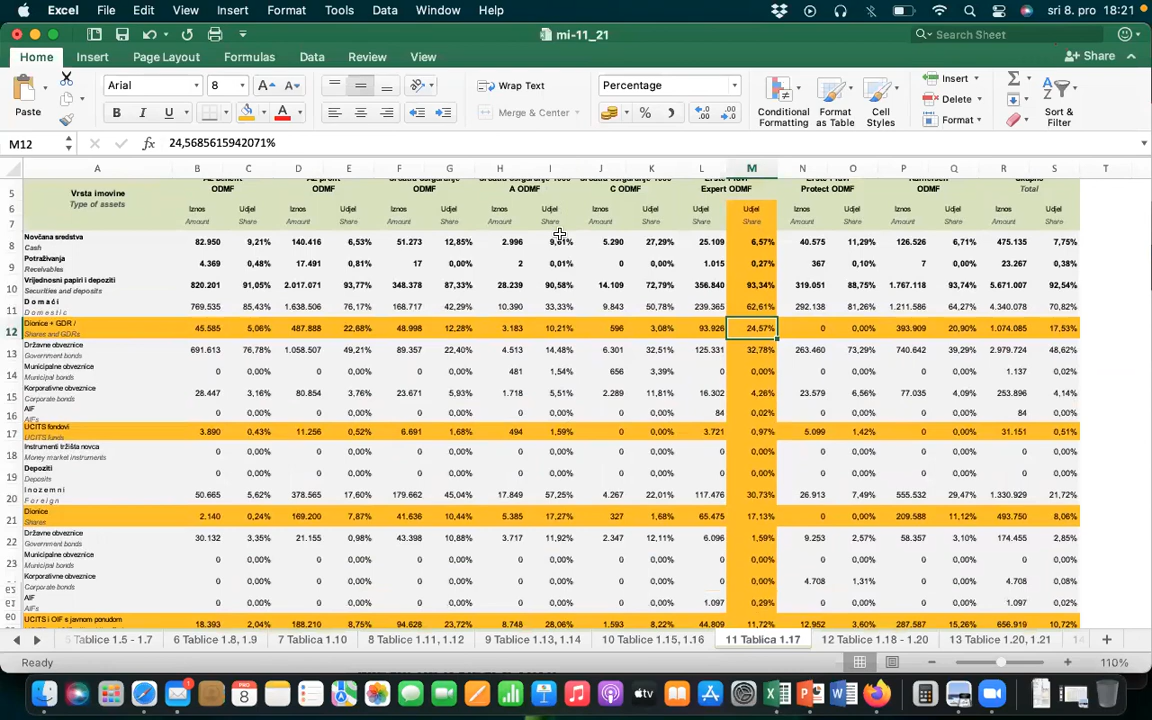 Excel File Edit View Insert Format Tools Data Window Help sri 8. pro 18:21
mi-11_21 Search Sheet
Home Insert Page Layout Formulas Data Review View Share
Paste Arial 8 Wrap Text Percentage Insert
B I U Merge & Center Conditional Formatting Format as Table Cell Styles Delete Format Sort & Filter
M12 fx 24,5685615942071%
A B C D E F G H I J K L M N O P Q R S T
5 Vrsta imovine ODMF ODMF ODMF A ODMF C ODMF Expert ODMF Protect ODMF ODMF Total
Type of assets
6 Iznos Udjel Iznos Udjel Iznos Udjel Iznos Udjel Iznos Udjel Iznos Udjel Iznos Udjel Iznos Udjel Iznos Udjel
7 Amount Share Amount Share Amount Share Amount Share Amount Share Amount Share Amount Share Amount Share Amount Share
8 Novčana sredstva Cash 82.950 9,21% 140.416 6,53% 51.273 12,85% 2.996 5.290 27,29% 25.109 6,57% 40.575 11,29% 126.526 6,71% 475.135 7,75%
9 Potraživanja Receivables 4.369 0,48% 17.491 0,81% 17 0,00% 2 0,01% 0 0,00% 1.015 0,27% 367 0,10% 7 0,00% 23.267 0,38%
10 Vrijednosni papiri i depoziti Securities and deposits 820.201 91,05% 2.017.071 93,77% 348.378 87,33% 28.239 90,58% 14.109 72,79% 356.840 93,34% 319.051 88,75% 1.767.118 93,74% 5.671.007 92,54%
11 D o m a ć i D o m e s t i c 769.535 85,43% 1.638.506 76,17% 168.717 42,29% 10.390 33,33% 9.843 50,78% 239.365 62,61% 292.138 81,26% 1.211.586 64,27% 4.340.078 70,82%
12 Dionice + GDR / Shares and GDRs 45.585 5,06% 487.888 22,68% 48.998 12,28% 3.183 10,21% 596 3,08% 93.926 24,57% 0 0,00% 393.909 20,90% 1.074.085 17,53%
13 Državne obveznice Government bonds 691.613 76,78% 1.058.507 49,21% 89.357 22,40% 4.513 14,48% 6.301 32,51% 125.331 32,78% 263.460 73,29% 740.642 39,29% 2.979.724 48,62%
14 Municipalne obveznice Municipal bonds 0 0,00% 0 0,00% 0 0,00% 481 1,54% 656 3,39% 0 0,00% 0 0,00% 0 0,00% 1.137 0,02%
15 Korporativne obveznice Corporate bonds 28.447 3,16% 80.854 3,76% 23.671 5,93% 1.718 5,51% 2.289 11,81% 16.302 4,26% 23.579 6,56% 77.035 4,09% 253.896 4,14%
16 AIF AIFs 0 0,00% 0 0,00% 0 0,00% 0 0,00% 0 0,00% 84 0,02% 0 0,00% 0 0,00% 84 0,00%
17 UCITS fondovi UCITS funds 3.890 0,43% 11.256 0,52% 6.691 1,68% 494 1,59% 0 0,00% 3.721 0,97% 5.099 1,42% 0 0,00% 31.151 0,51%
18 Instrumenti tržišta novca Money market instruments 0 0,00% 0 0,00% 0 0,00% 0 0,00% 0 0,00% 0 0,00% 0 0,00% 0 0,00% 0 0,00%
19 Depoziti Deposits 0 0,00% 0 0,00% 0 0,00% 0 0,00% 0 0,00% 0 0,00% 0 0,00% 0 0,00% 0 0,00%
20 I n o z e m n i F o r e i g n 50.665 5,62% 378.565 17,60% 179.662 45,04% 17.849 57,25% 4.267 22,01% 117.476 30,73% 26.913 7,49% 555.532 29,47% 1.330.929 21,72%
21 Dionice Shares 2.140 0,24% 169.200 7,87% 41.636 10,44% 5.385 17,27% 327 1,68% 65.475 17,13% 0 0,00% 209.588 11,12% 493.750 8,06%
22 Državne obveznice Government bonds 30.132 3,35% 21.155 0,98% 43.398 10,88% 3.717 11,92% 2.347 12,11% 6.096 1,59% 9.253 2,57% 58.357 3,10% 174.455 2,85%
23 Municipalne obveznice Municipal bonds 0 0,00% 0 0,00% 0 0,00% 0 0,00% 0 0,00% 0 0,00% 0 0,00% 0 0,00% 0 0,00%
Korporativne obveznice Corporate bonds 0 0,00% 0 0,00% 0 0,00% 0 0,00% 0 0,00% 0 0,00% 4.708 1,31% 0 0,00% 4.708 0,08%
AIF AIFs 0 0,00% 0 0,00% 0 0,00% 0 0,00% 0 0,00% 1.097 0,29% 0 0,00% 0 0,00% 1.097 0,02%
UCITS i OIF s javnom ponudom 18.393 2,04% 188.210 8,75% 94.628 23,72% 8.748 28,06% 1.593 8,22% 44.809 11,72% 12.952 3,60% 287.587 15,26% 656.919 10,72%
5 Tablice 1.5 - 1.7 6 Tablice 1.8, 1.9 7 Tablica 1.10 8 Tablice 1.11, 1.12 9 Tablice 1.13, 1.14 10 Tablice 1.15, 1.16 11 Tablica 1.17 12 Tablice 1.18 - 1.20 13 Tablice 1.20, 1.21 14
Ready 110%